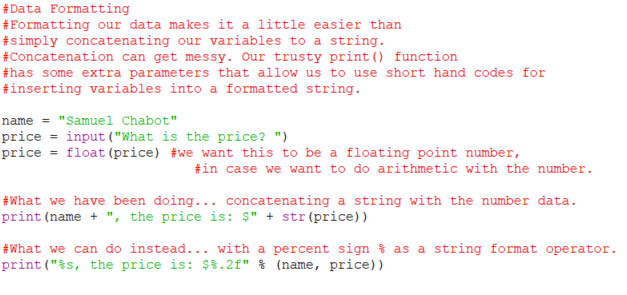 #Data Formatting
#Formatting our data makes it a little easier than
#simply concatenating our variables to a string.
#Concatenation can get messy. Our trusty print() function
#has some extra parameters that allow us to use short hand codes for
#inserting variables into a formatted string.
name = "Samuel Chabot"
price = input("What is the price? ")
price = float(price) #we want this to be a floating point number,
#in case we want to do arithmetic with the number.
#What we have been doing... concatenating a string with the number data.
print(name + ", the price is: $" + str(price))
#What we can do instead... with a percent sign % as a string format operator.
print("%s, the price is: $%.2f" % (name, price))